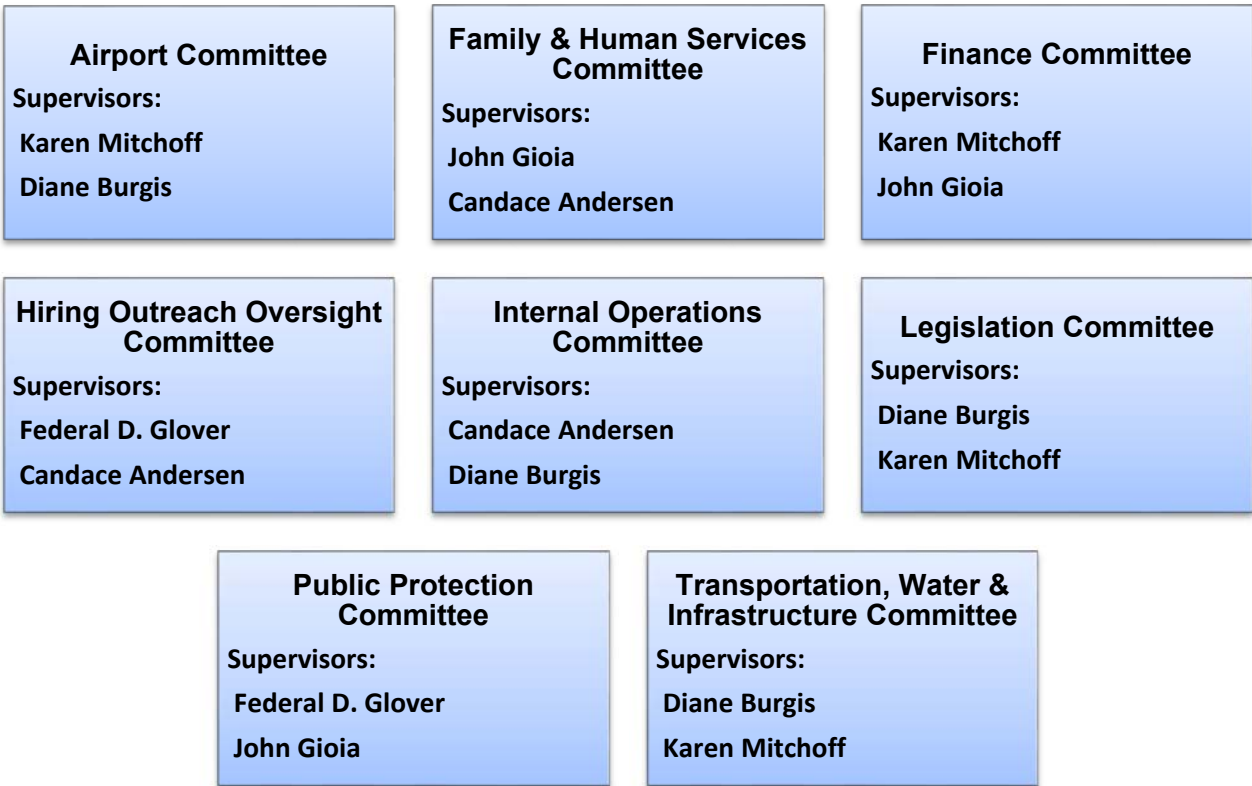 Airport Committee
Supervisors:
Karen Mitchoff
Diane Burgis
Family & Human Services
Committee
Supervisors:
John Gioia
Candace Andersen
Finance Committee
Supervisors:
Karen Mitchoff
John Gioia
Hiring Outreach Oversight
Committee
Supervisors:
Federal D. Glover
Candace Andersen
Internal Operations
Committee
Supervisors:
Candace Andersen
Diane Burgis
Legislation Committee
Supervisors:
Diane Burgis
Karen Mitchoff
Public Protection
Committee
Supervisors:
Federal D. Glover
John Gioia
Transportation, Water &
Infrastructure Committee
Supervisors:
Diane Burgis
Karen Mitchoff